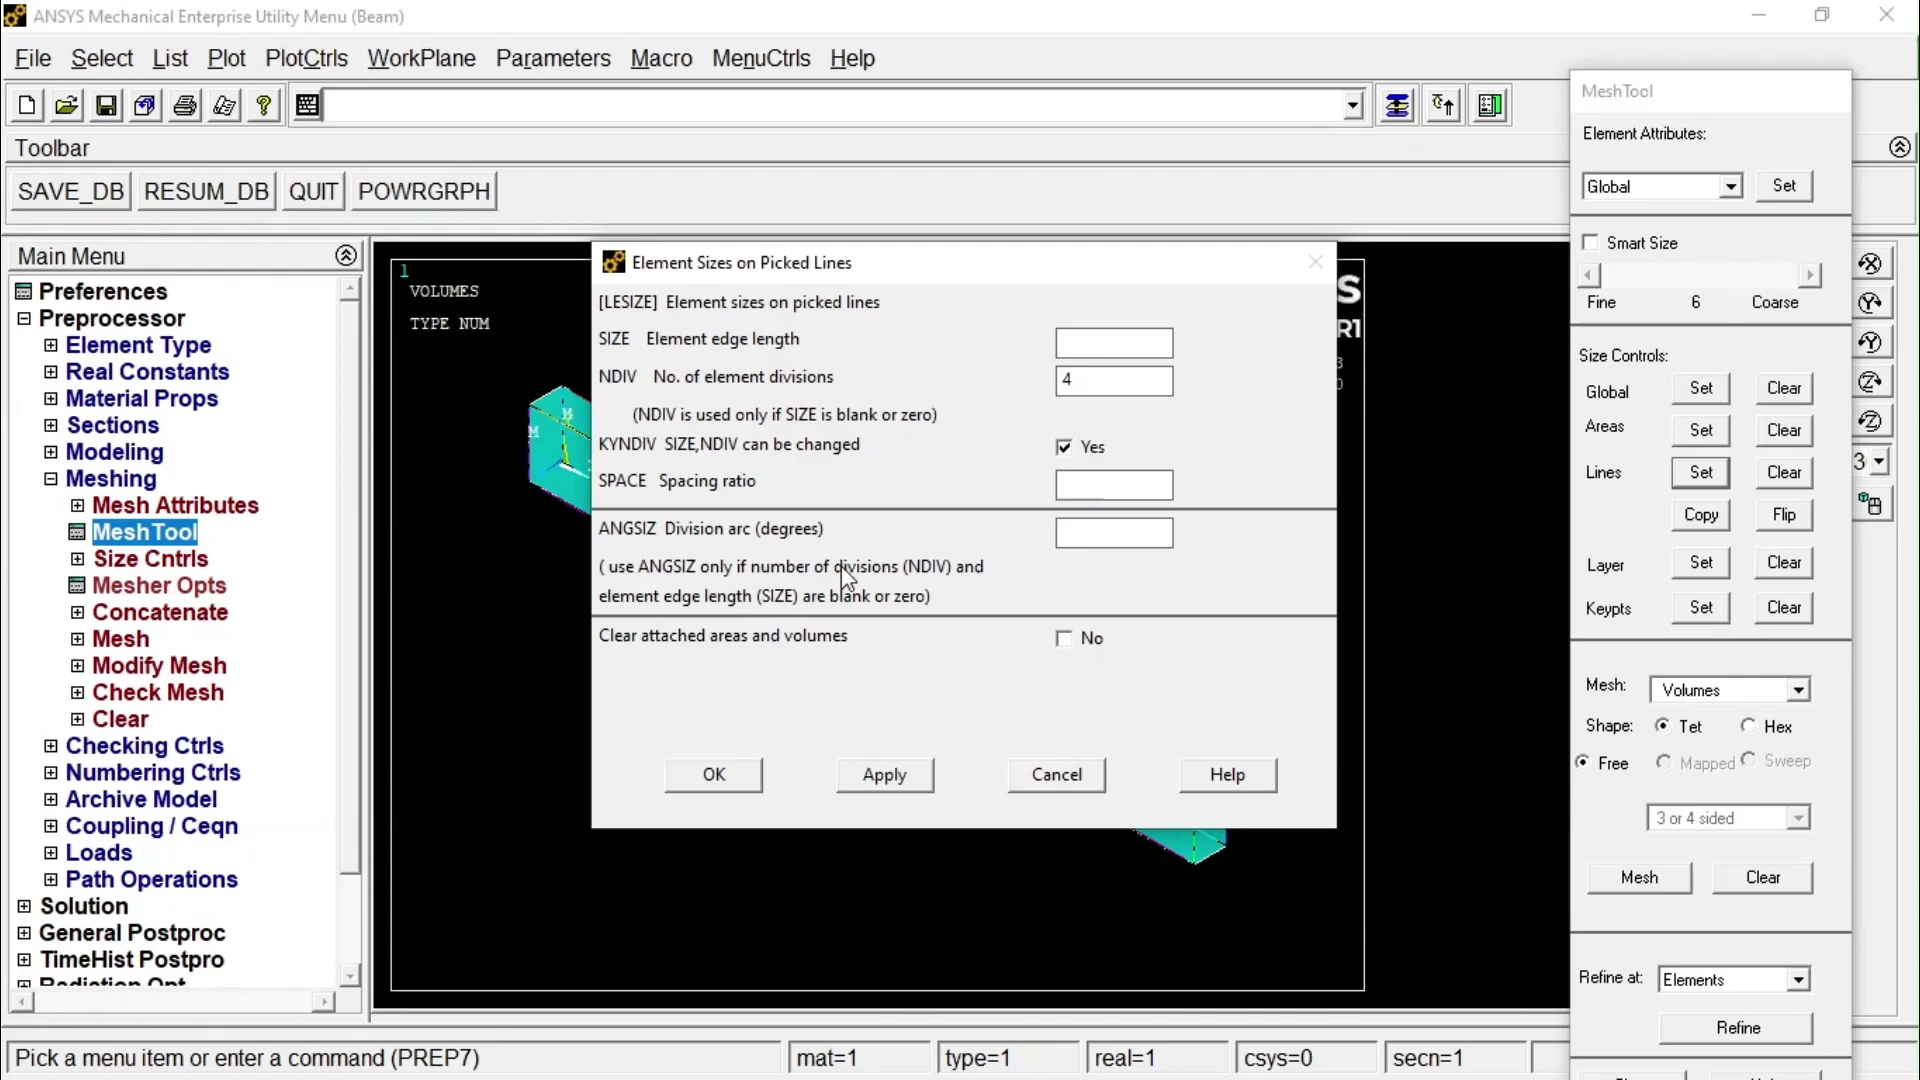 ANSYS Mechanical Enterprise Utility Menu (Beam)
File Select List Plot PlotCtrls WorkPlane Parameters Macro MenuCtrls Help
Toolbar
SAVE_DB RESUM_DB QUIT POWRGRPH
Main Menu
Preferences
Preprocessor
Element Type
Real Constants
Material Props
Sections
Modeling
Meshing
Mesh Attributes
MeshTool
Size Cntrls
Mesher Opts
Concatenate
Mesh
Modify Mesh
Check Mesh
Clear
Checking Ctrls
Numbering Ctrls
Archive Model
Coupling / Ceqn
Loads
Path Operations
Solution
General Postproc
TimeHist Postpro
Radiation Opt
1
VOLUMES
TYPE NUM
M
M
S
R1
3
0
Element Sizes on Picked Lines
[LESIZE] Element sizes on picked lines
SIZE Element edge length
NDIV No. of element divisions 4
(NDIV is used only if SIZE is blank or zero)
KYNDIV SIZE,NDIV can be changed Yes
SPACE Spacing ratio
ANGSIZ Division arc (degrees)
( use ANGSIZ only if number of divisions (NDIV) and
element edge length (SIZE) are blank or zero)
Clear attached areas and volumes No
OK Apply Cancel Help
MeshTool
Element Attributes:
Global Set
Smart Size
Fine 6 Coarse
Size Controls:
Global Set Clear
Areas Set Clear
Lines Set Clear
Copy Flip
Layer Set Clear
Keypts Set Clear
Mesh: Volumes
Shape: Tet Hex
Free Mapped Sweep
3 or 4 sided
Mesh Clear
Refine at: Elements
Refine
X
Y
Y
Z
Z
3
Pick a menu item or enter a command (PREP7) mat=1 type=1 real=1 csys=0 secn=1